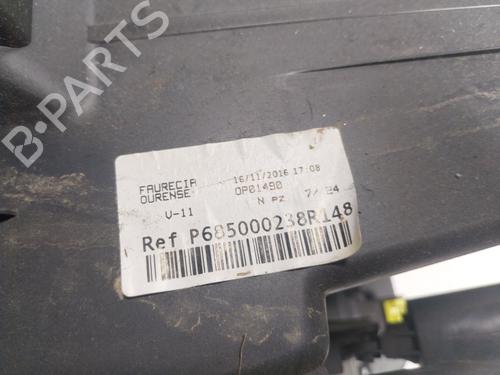 B-PARTS
FAURECIA 16/11/2016 17:08
OURENSE OP01490
V-11 N PZ 7/ 24
Ref P685000238R148